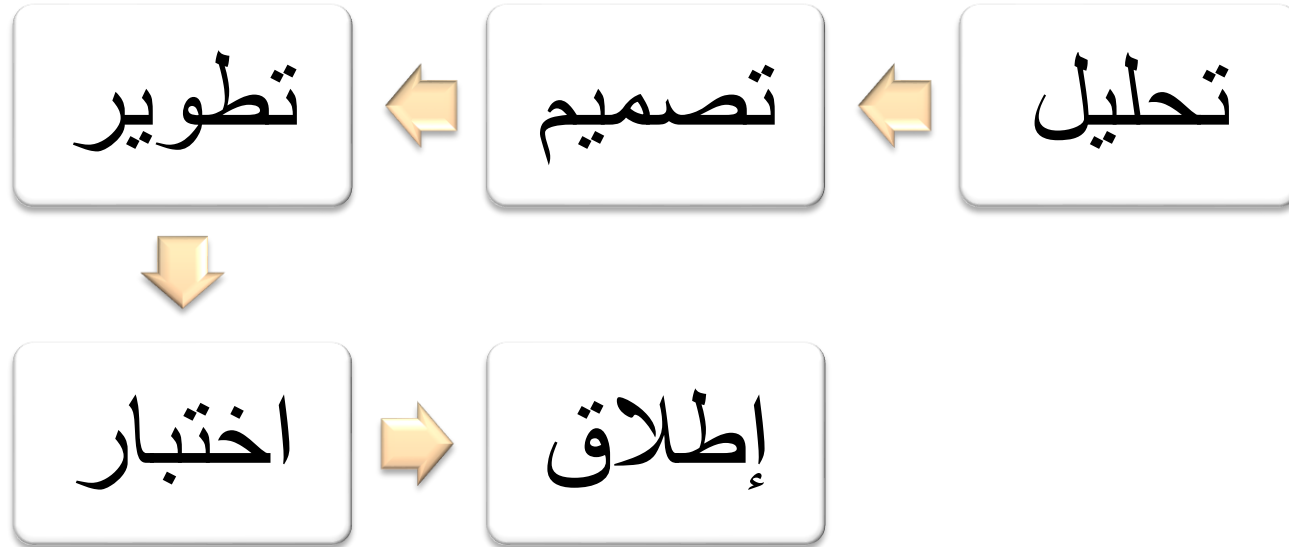 تحليل
تصميم
تطوير
اختبار
إطلاق